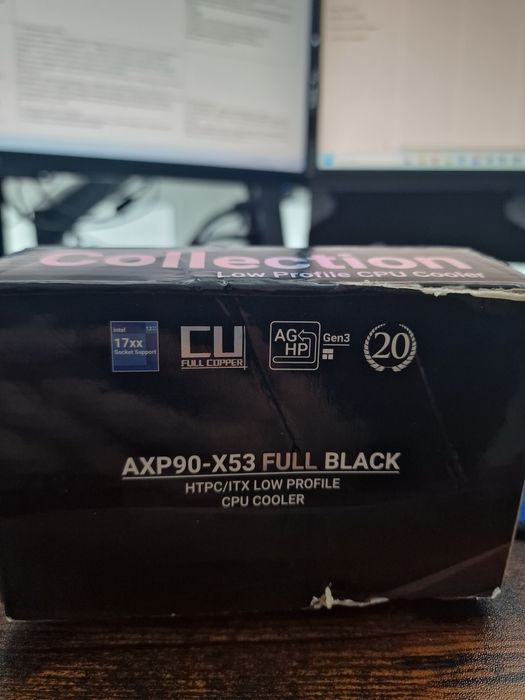 Collection
Low Profile CPU Cooler
intel
17xx
Socket Support
CU
FULL COPPER
AG
HP
Gen3
20
AXP90-X53 FULL BLACK
HTPC/ITX LOW PROFILE
CPU COOLER